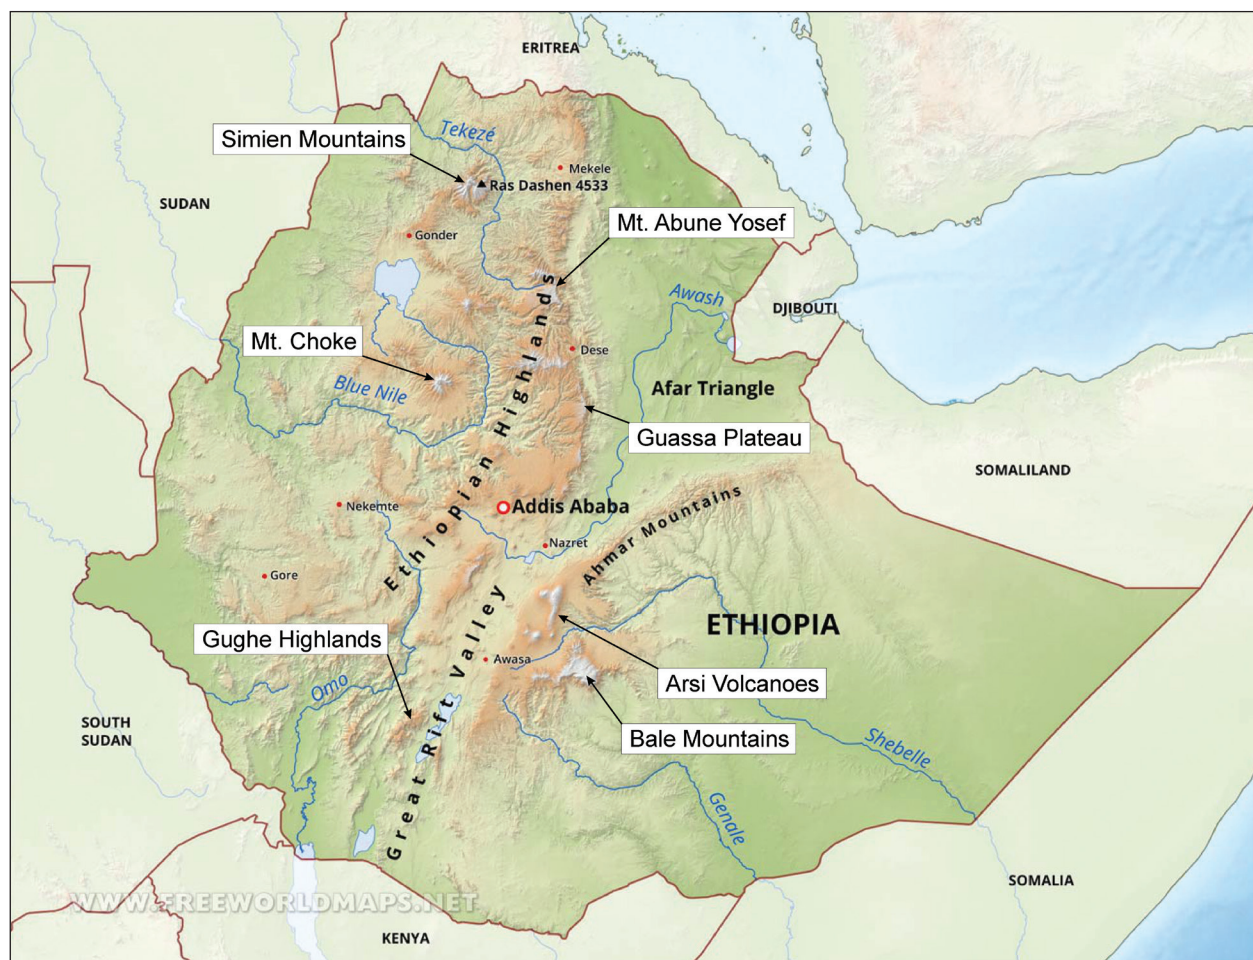 ERITREA
Tekezé
Simien Mountains
Mekele
Ras Dashen 4533
SUDAN
Mt. Abune Yosef
Gonder
Awash
DJIBOUTI
Mt. Choke
Dese
Blue Nile
Afar Triangle
Guassa Plateau
Ethiopian Highlands
SOMALILAND
Nekemte
Addis Ababa
Ahmar Mountains
Nazret
Gore
ETHIOPIA
Gughe Highlands
Great Rift Valley
Awasa
Arsi Volcanoes
Omo
SOUTH
SUDAN
Bale Mountains
Shebelle
Genale
SOMALIA
WWW.FREEWORLDMAPS.NET
KENYA